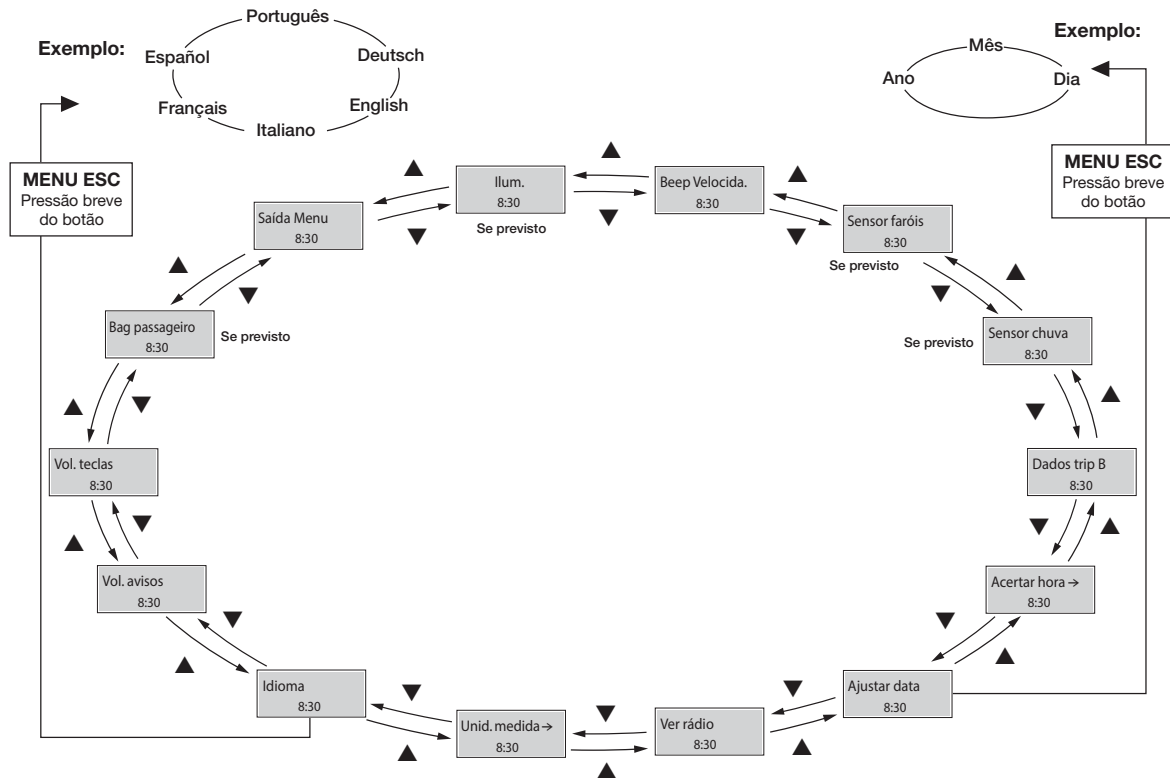 Exemplo:
Português
Español
Deutsch
Français
English
Italiano
Exemplo:
Mês
Ano
Dia
MENU ESC
Pressão breve
do botão
MENU ESC
Pressão breve
do botão
Ilum.
8:30
Se previsto
Beep Velocida.
8:30
Saída Menu
8:30
Sensor faróis
8:30
Se previsto
Bag passageiro
8:30
Se previsto
Sensor chuva
8:30
Se previsto
Vol. teclas
8:30
Dados trip B
8:30
Vol. avisos
8:30
Acertar hora →
8:30
Idioma
8:30
Unid. medida →
8:30
Ver rádio
8:30
Ajustar data
8:30